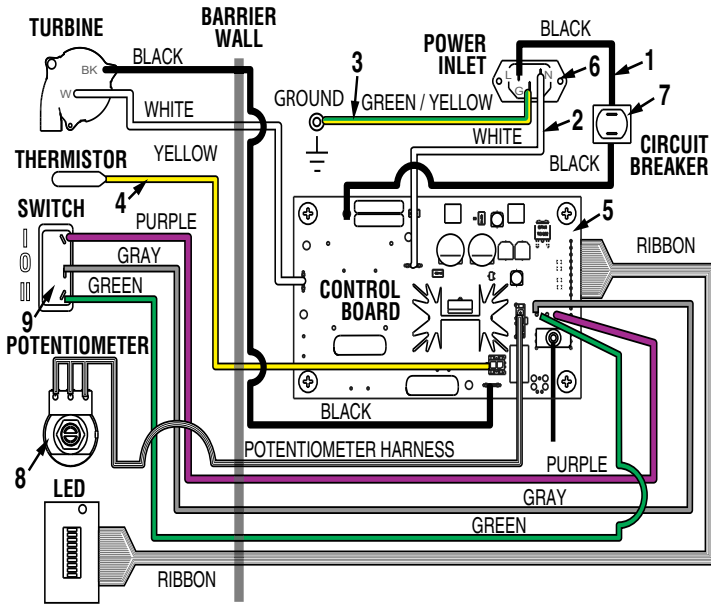 TURBINE
BARRIER
WALL
BLACK
BK
W
WHITE
POWER
INLET
BLACK
L
N
G
6
1
7
3
GROUND
GREEN / YELLOW
2
WHITE
CIRCUIT
BREAKER
BLACK
THERMISTOR
YELLOW
4
SWITCH
PURPLE
I
O
II
GRAY
GREEN
9
5
RIBBON
CONTROL
BOARD
POTENTIOMETER
BLACK
8
POTENTIOMETER HARNESS
PURPLE
LED
GRAY
GREEN
RIBBON